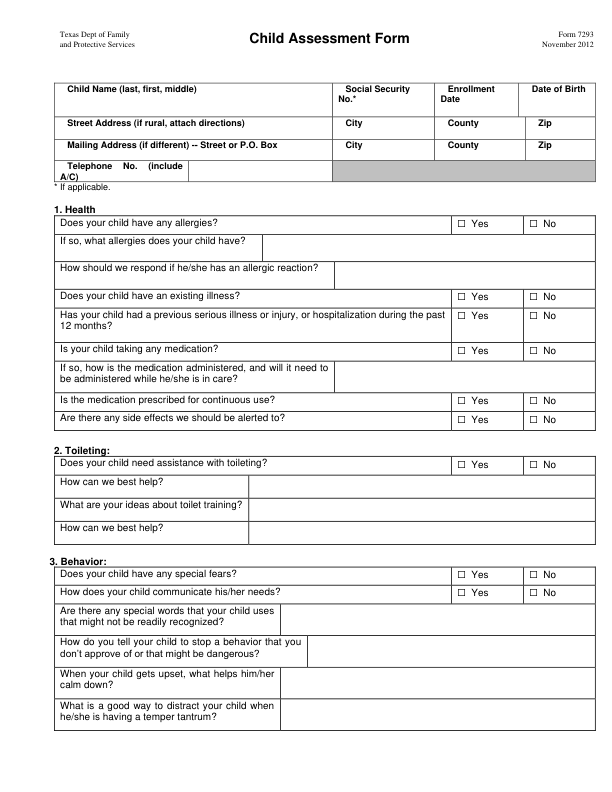 Texas Dept of Family
and Protective Services
Child Assessment Form
Form 7293
November 2012
Child Name (last, first, middle)
Social Security
No.*
Enrollment
Date
Date of Birth
Street Address (if rural, attach directions)
City
County
Zip
Mailing Address (if different) -- Street or P.O. Box
City
County
Zip
Telephone No. (include
A/C)
* If applicable.
1. Health
Does your child have any allergies?
☐ Yes
☐ No
If so, what allergies does your child have?
How should we respond if he/she has an allergic reaction?
Does your child have an existing illness?
☐ Yes
☐ No
Has your child had a previous serious illness or injury, or hospitalization during the past
12 months?
☐ Yes
☐ No
Is your child taking any medication?
☐ Yes
☐ No
If so, how is the medication administered, and will it need to
be administered while he/she is in care?
Is the medication prescribed for continuous use?
☐ Yes
☐ No
Are there any side effects we should be alerted to?
☐ Yes
☐ No
2. Toileting:
Does your child need assistance with toileting?
☐ Yes
☐ No
How can we best help?
What are your ideas about toilet training?
How can we best help?
3. Behavior:
Does your child have any special fears?
☐ Yes
☐ No
How does your child communicate his/her needs?
☐ Yes
☐ No
Are there any special words that your child uses
that might not be readily recognized?
How do you tell your child to stop a behavior that you
don't approve of or that might be dangerous?
When your child gets upset, what helps him/her
calm down?
What is a good way to distract your child when
he/she is having a temper tantrum?